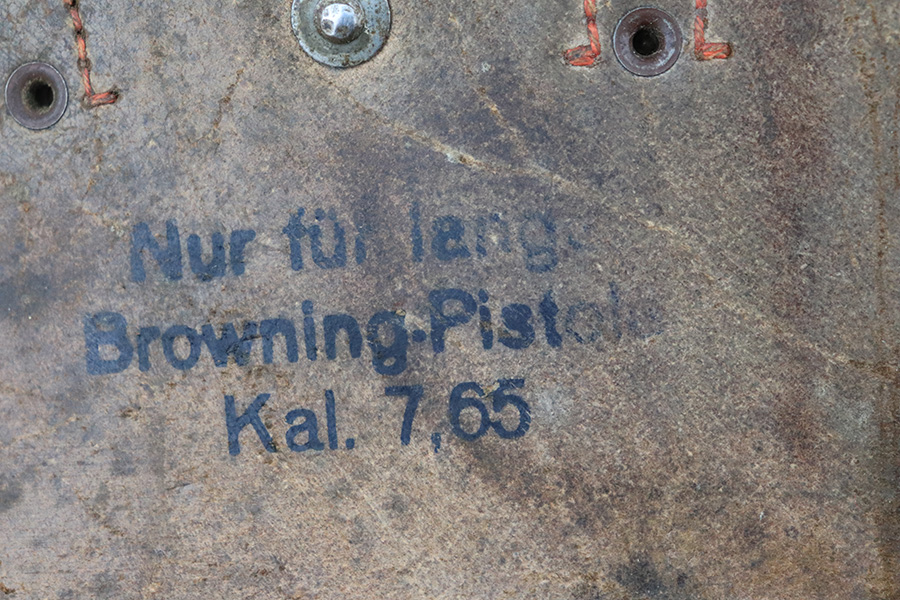 Nur für lange
Browning-Pistole
Kal. 7,65